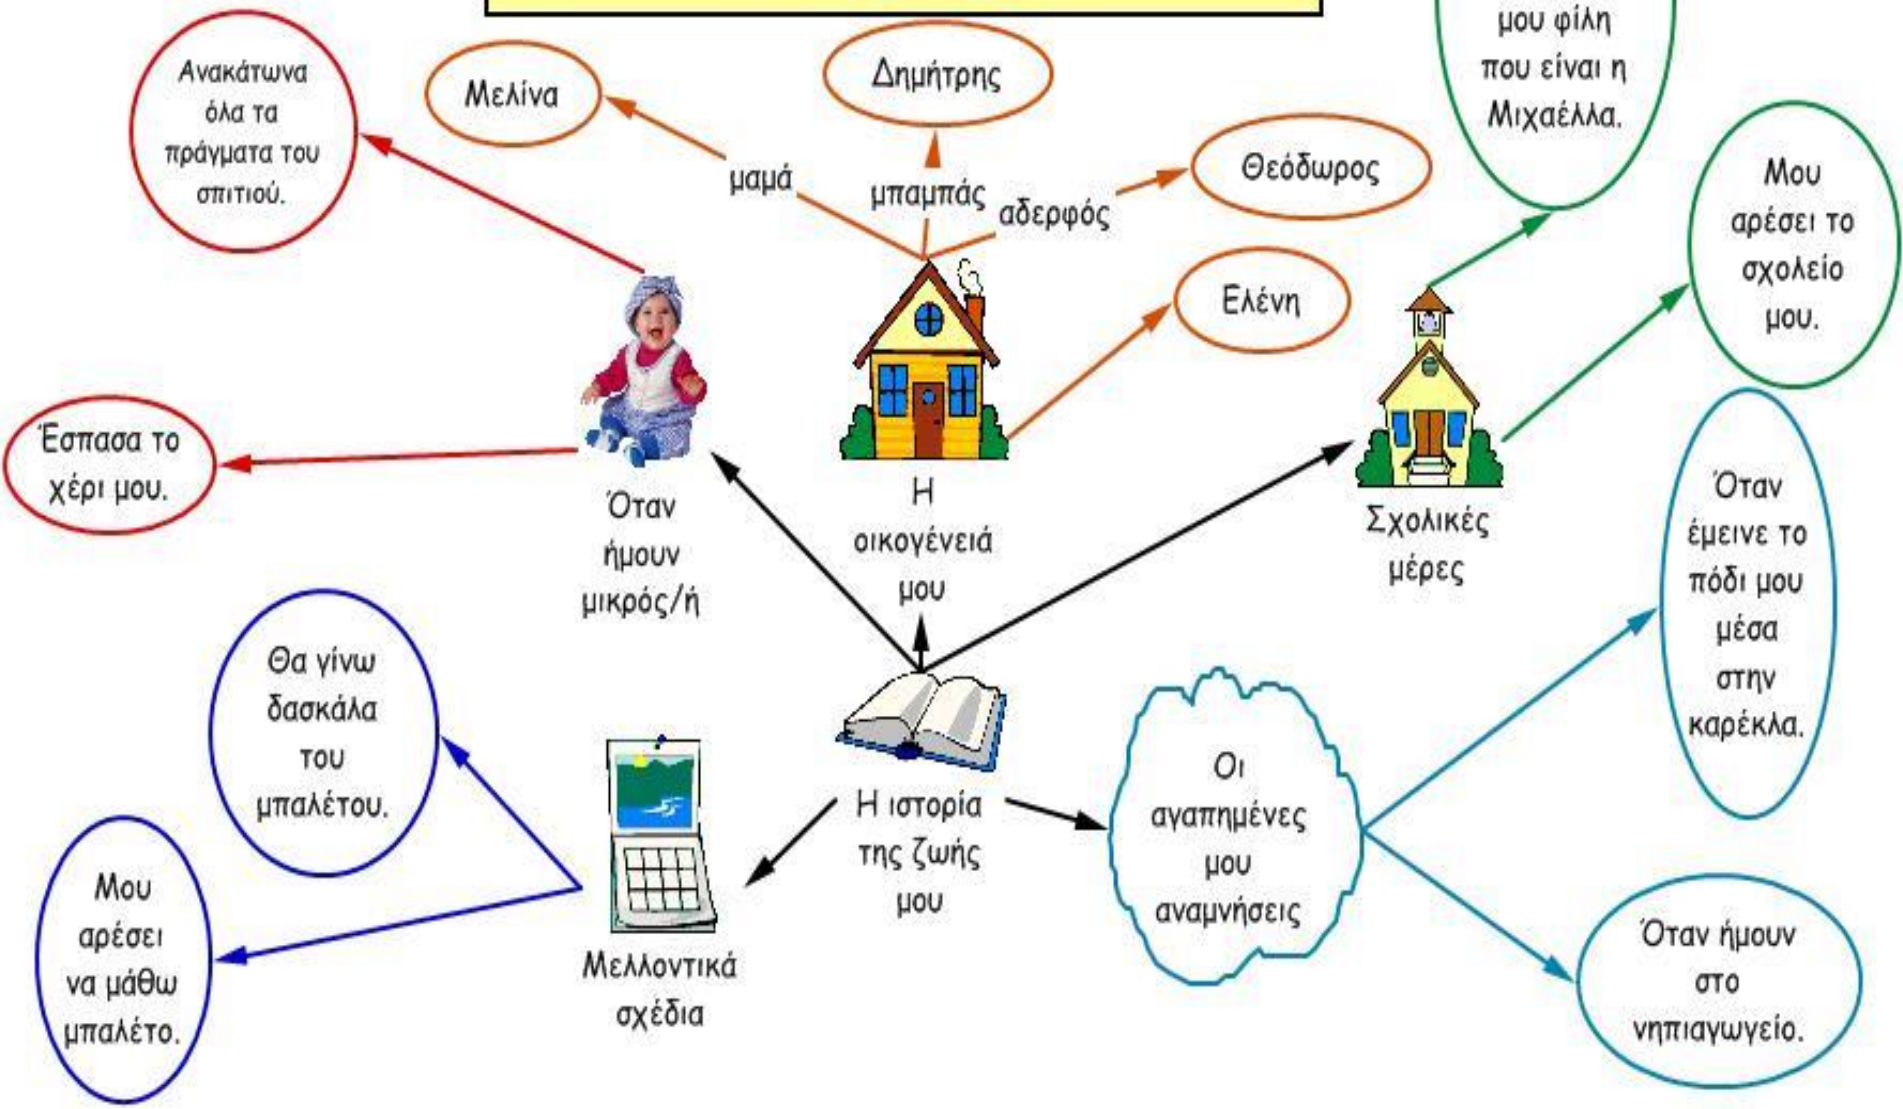 μου φίλη
που είναι η
Μιχαέλλα.
Ανακάτωνα
όλα τα
πράγματα του
σπιτιού.
Μελίνα
Δημήτρης
Θεόδωρος
Ελένη
μαμά
μπαμπάς
αδερφός
Μου
αρέσει το
σχολείο
μου.
Έσπασα το
χέρι μου.
Όταν
ήμουν
μικρός/ή
Η
οικογένειά
μου
Σχολικές
μέρες
Όταν
έμεινε το
πόδι μου
μέσα
στην
καρέκλα.
Θα γίνω
δασκάλα
του
μπαλέτου.
Μου
αρέσει
να μάθω
μπαλέτο.
Μελλοντικά
σχέδια
Η ιστορία
της ζωής
μου
Οι
αγαπημένες
μου
αναμνήσεις
Όταν ήμουν
στο
νηπιαγωγείο.